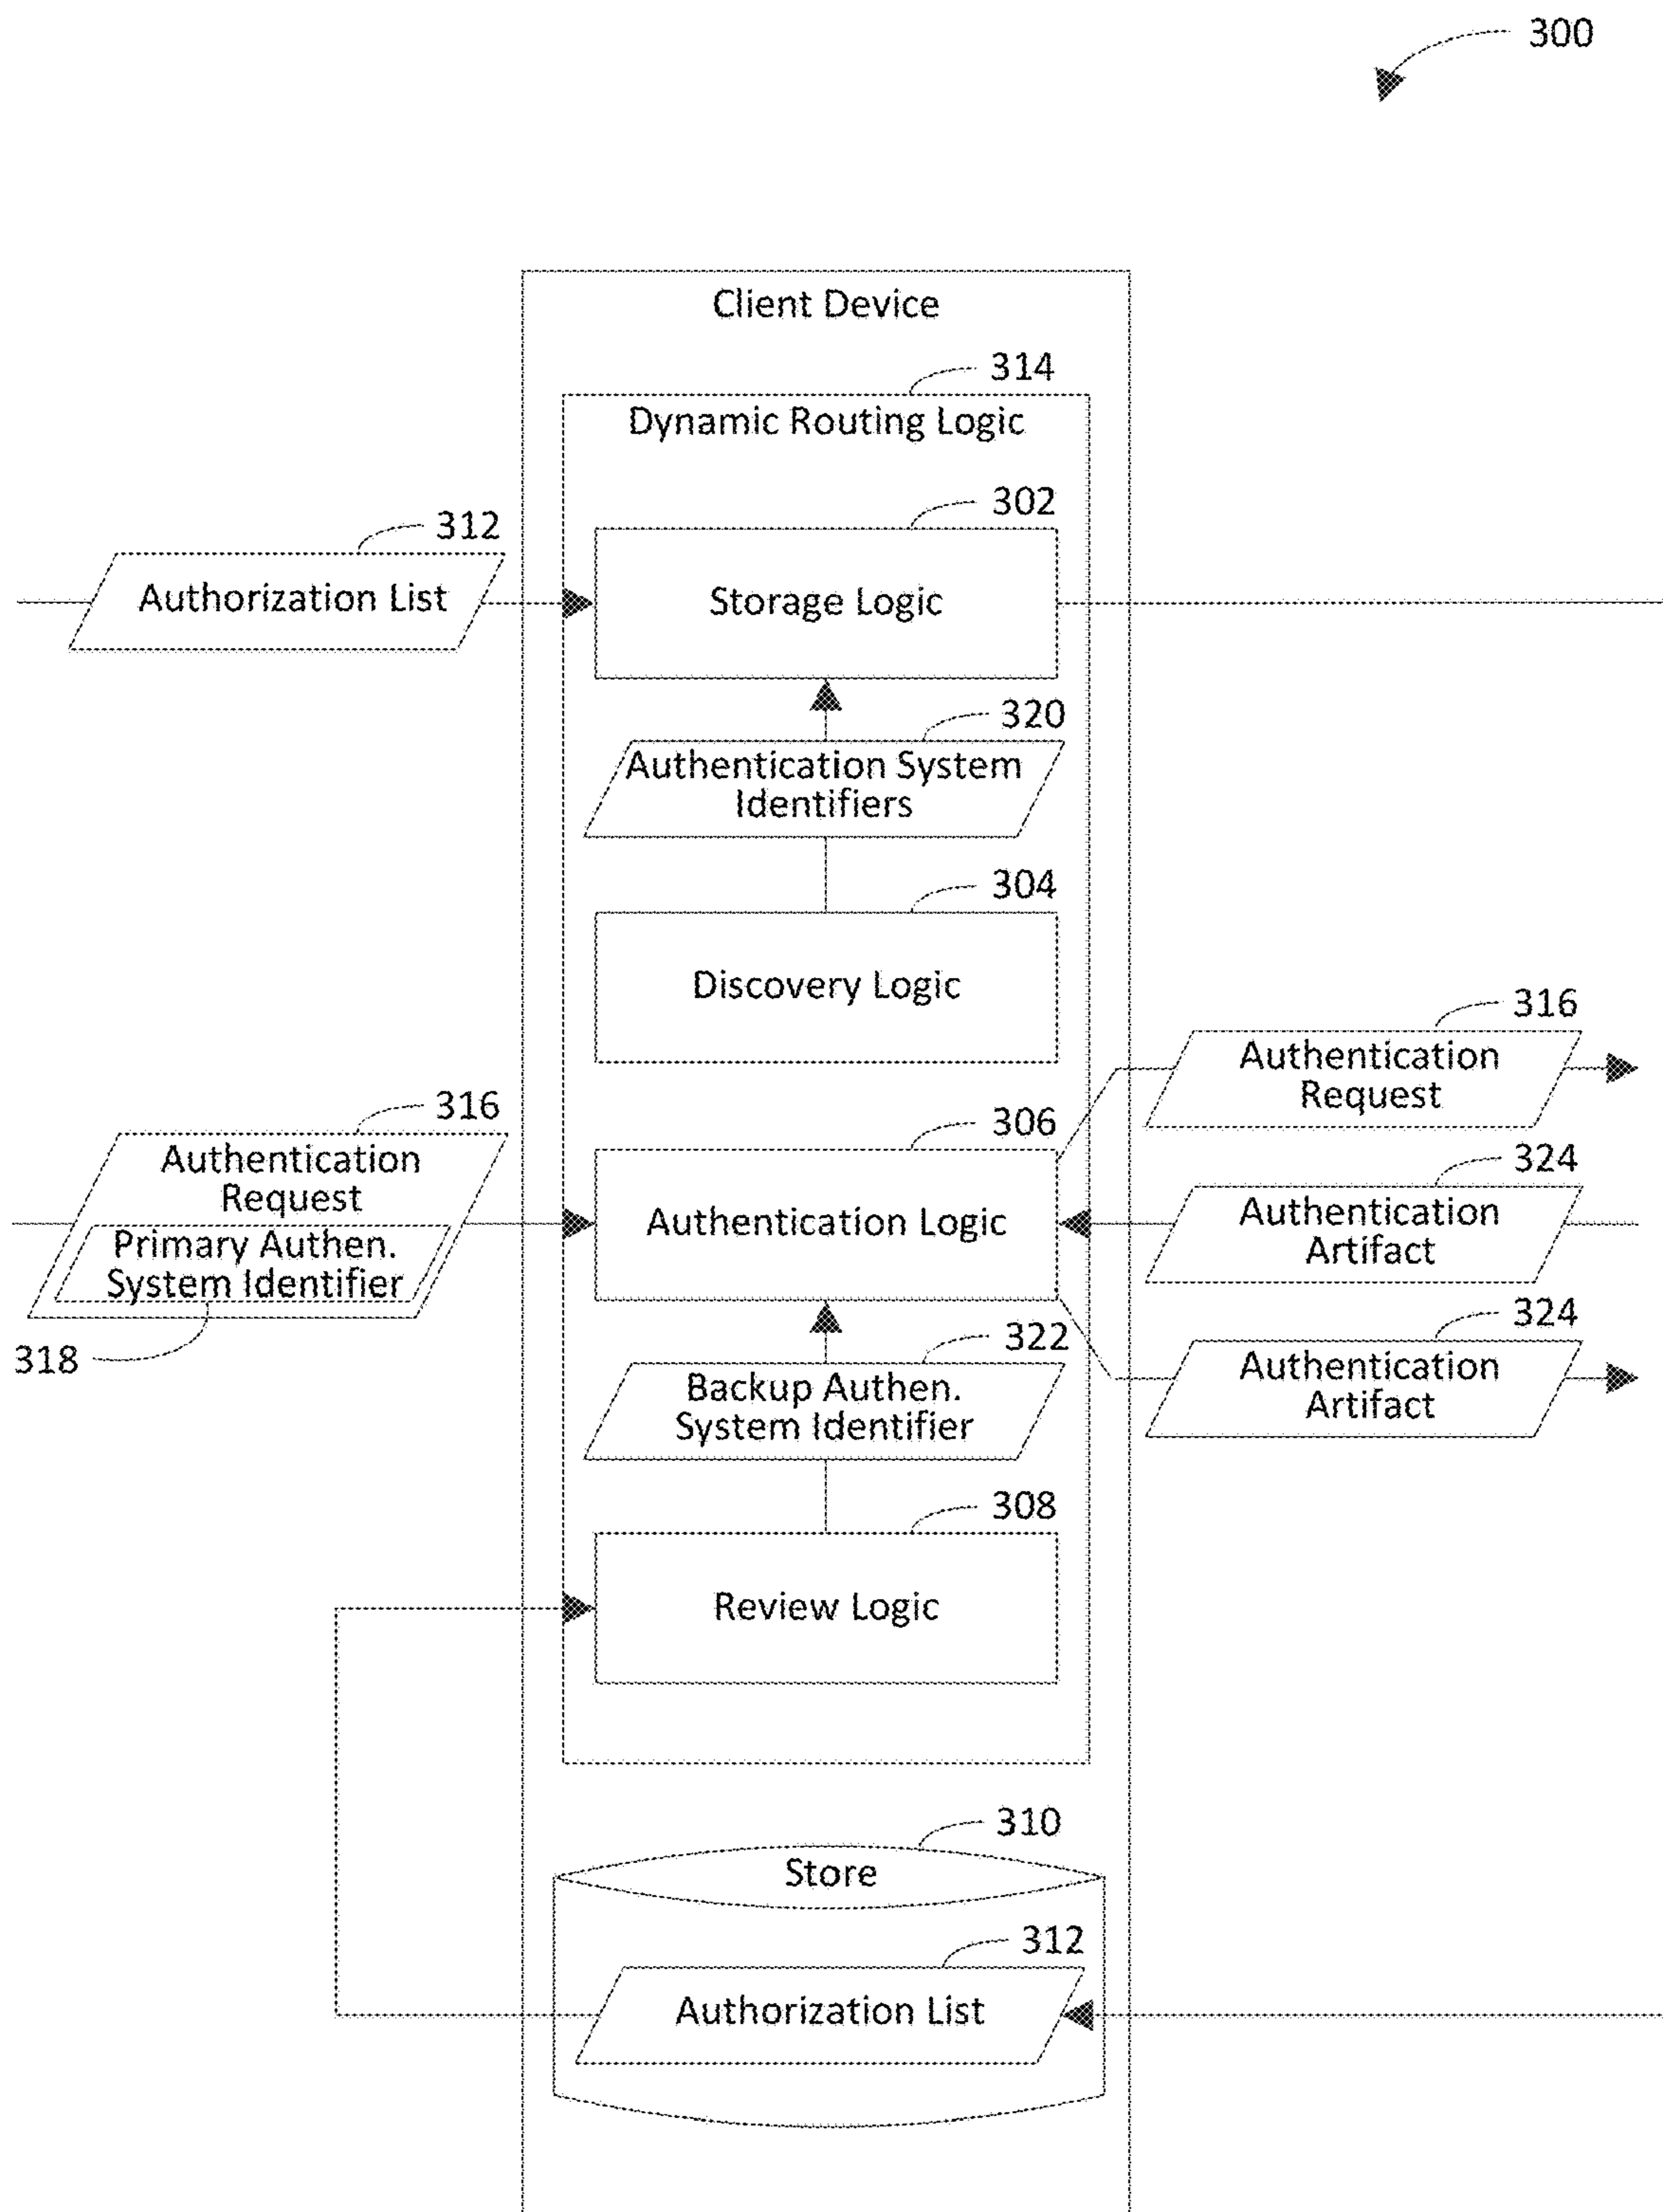 300
Client Device
314
Dynamic Routing Logic
302
312
Authorization List
Storage Logic
320
Authentication System
Identifiers
304
Discovery Logic
316
Authentication
Request
316
Authentication
Request
Primary Authen.
System Identifier
318
306
Authentication Logic
324
Authentication
Artifact
322
Backup Authen.
System Identifier
324
Authentication
Artifact
308
Review Logic
310
Store
312
Authorization List